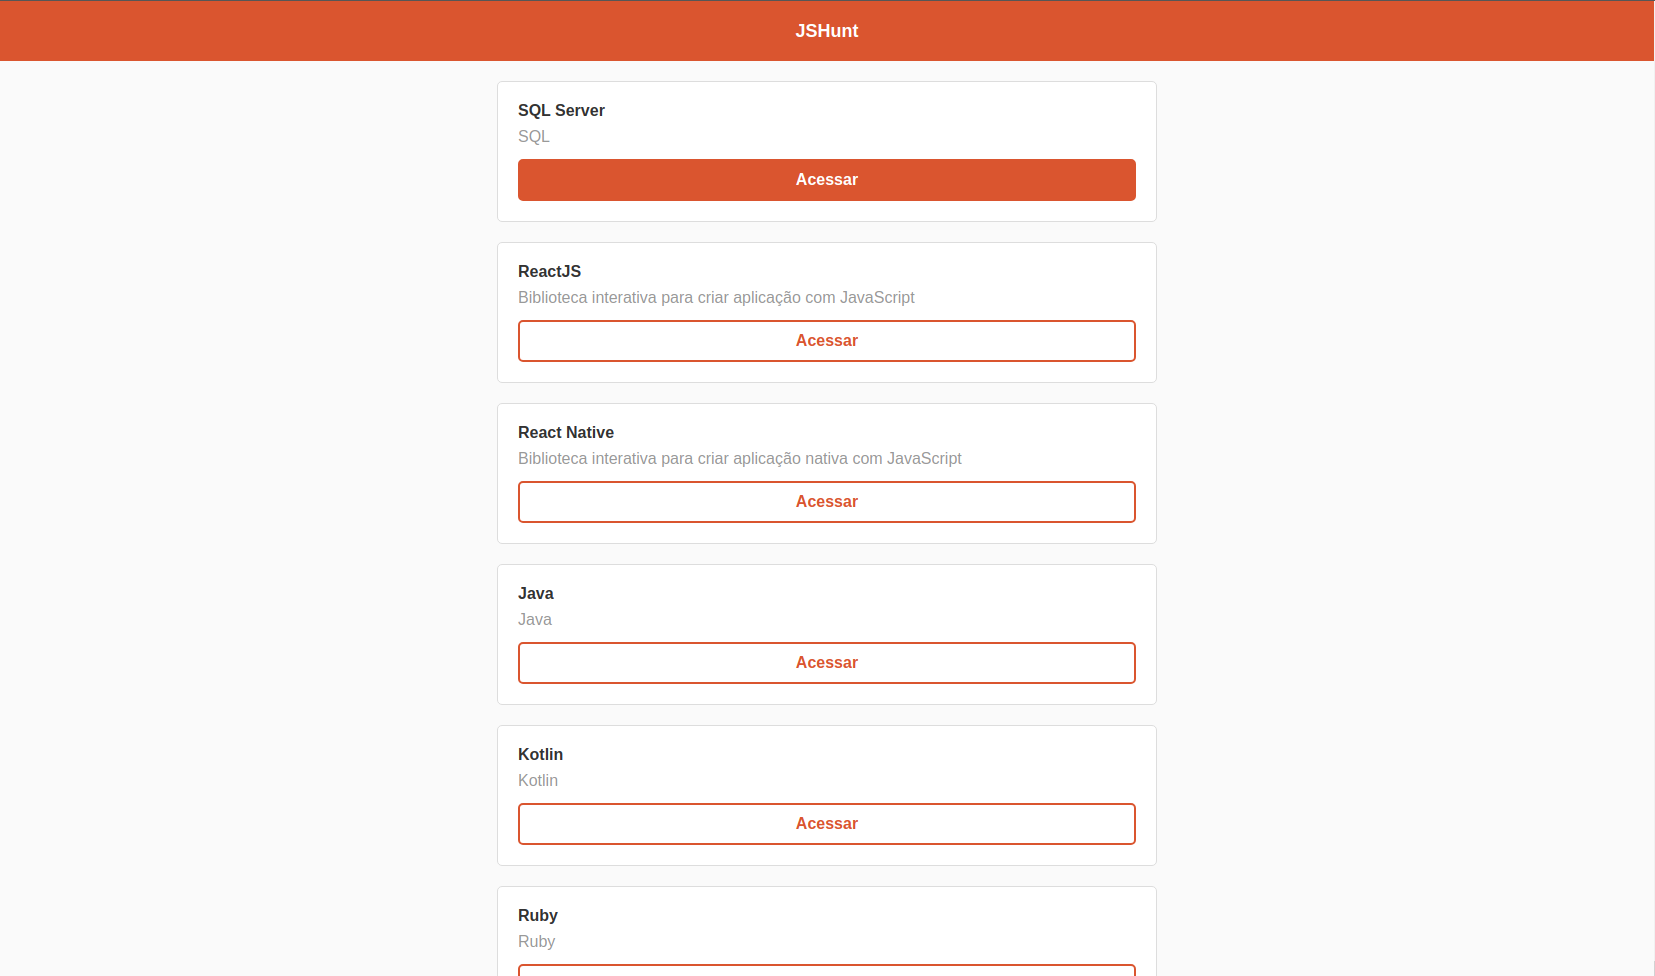 JSHunt
SQL Server
SQL
Acessar
ReactJS
Biblioteca interativa para criar aplicação com JavaScript
Acessar
React Native
Biblioteca interativa para criar aplicação nativa com JavaScript
Acessar
Java
Java
Acessar
Kotlin
Kotlin
Acessar
Ruby
Ruby